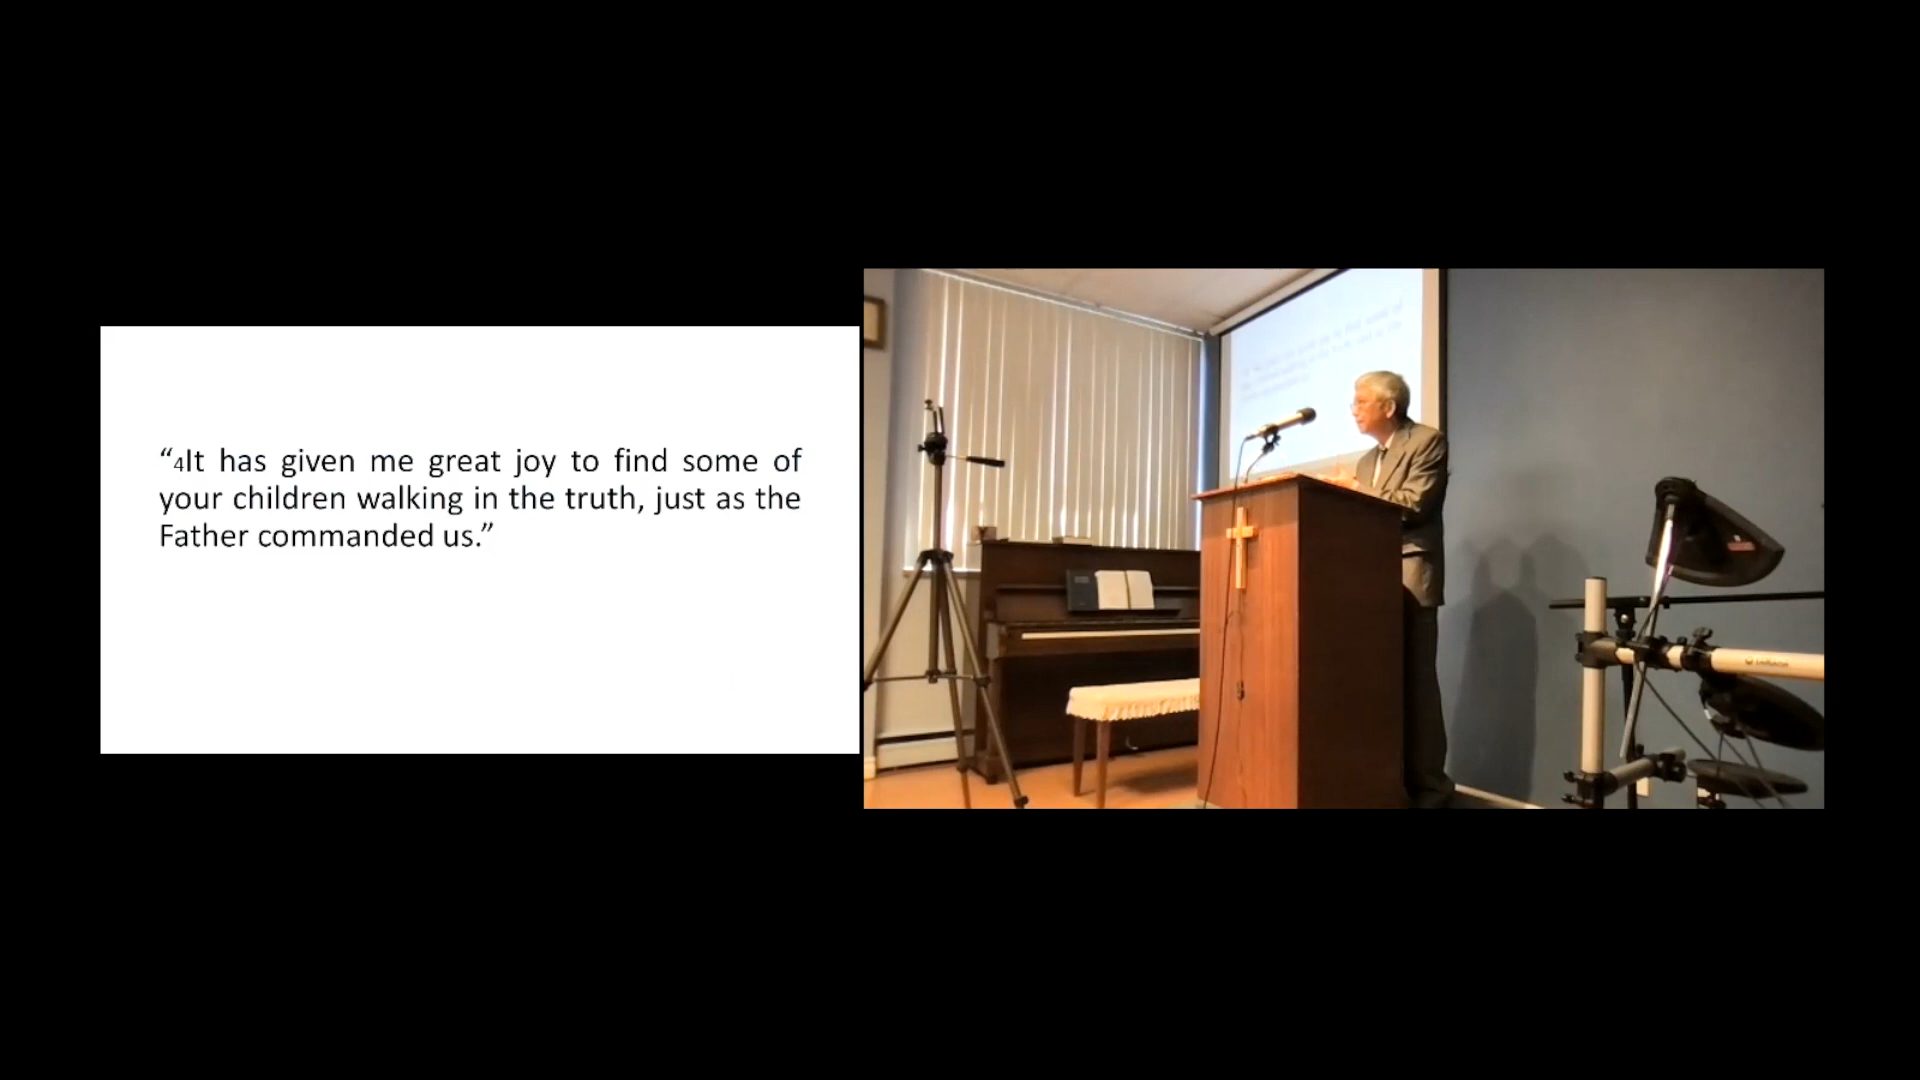 “4It has given me great joy to find some of
your children walking in the truth, just as the
Father commanded us.”